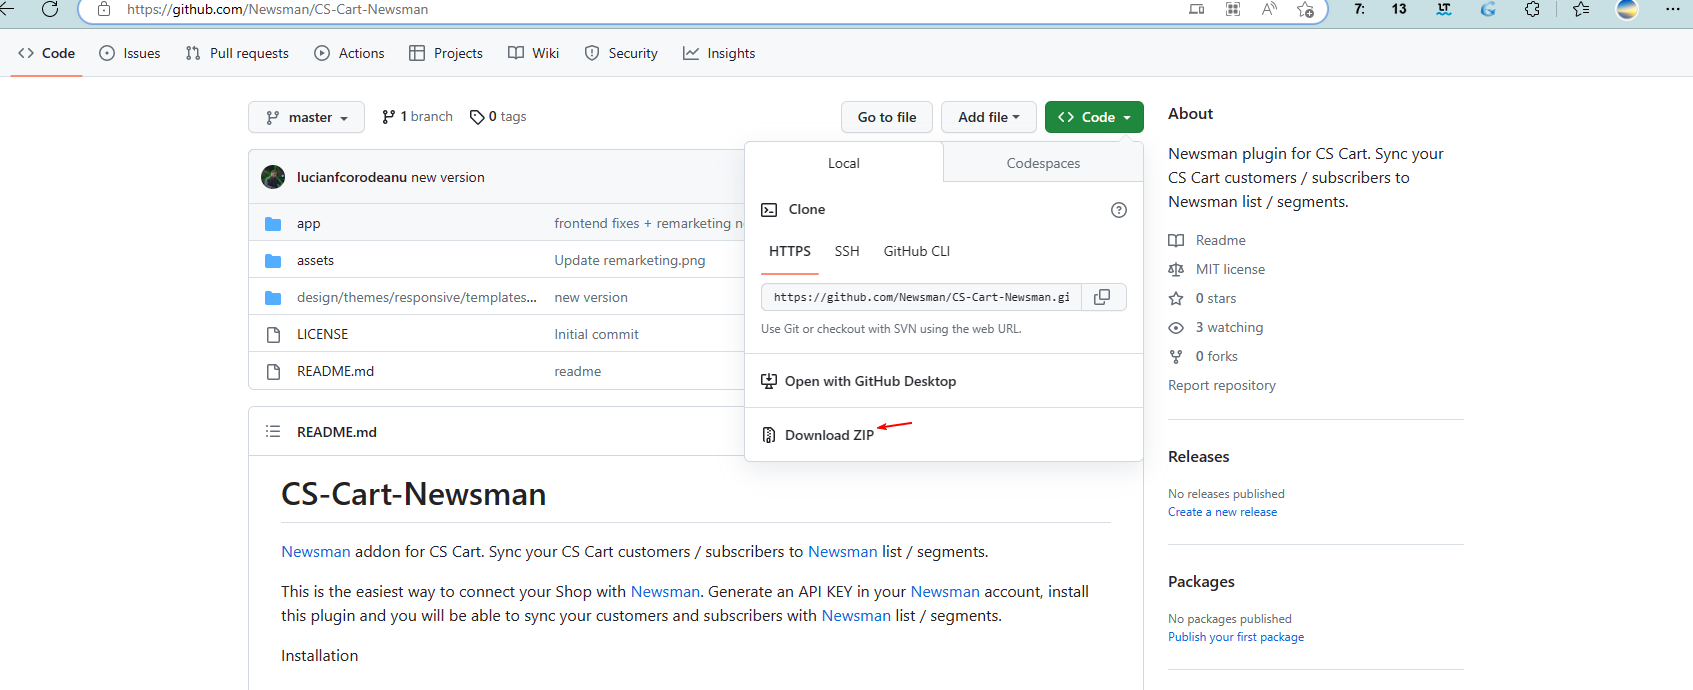 https://github.com/Newsman/CS-Cart-Newsman
7: 13 LT
Code Issues Pull requests Actions Projects Wiki Security Insights
master 1 branch 0 tags Go to file Add file Code
Local Codespaces
Clone
HTTPS SSH GitHub CLI
https://github.com/Newsman/CS-Cart-Newsman.gi
Use Git or checkout with SVN using the web URL.
Open with GitHub Desktop
Download ZIP
lucianfcorodeanu new version
app frontend fixes + remarketing n
assets Update remarketing.png
design/themes/responsive/templates... new version
LICENSE Initial commit
README.md readme
README.md
CS-Cart-Newsman
Newsman addon for CS Cart. Sync your CS Cart customers / subscribers to Newsman list / segments.
This is the easiest way to connect your Shop with Newsman. Generate an API KEY in your Newsman account, install
this plugin and you will be able to sync your customers and subscribers with Newsman list / segments.
Installation
About
Newsman plugin for CS Cart. Sync your
CS Cart customers / subscribers to
Newsman list / segments.
Readme
MIT license
0 stars
3 watching
0 forks
Report repository
Releases
No releases published
Create a new release
Packages
No packages published
Publish your first package